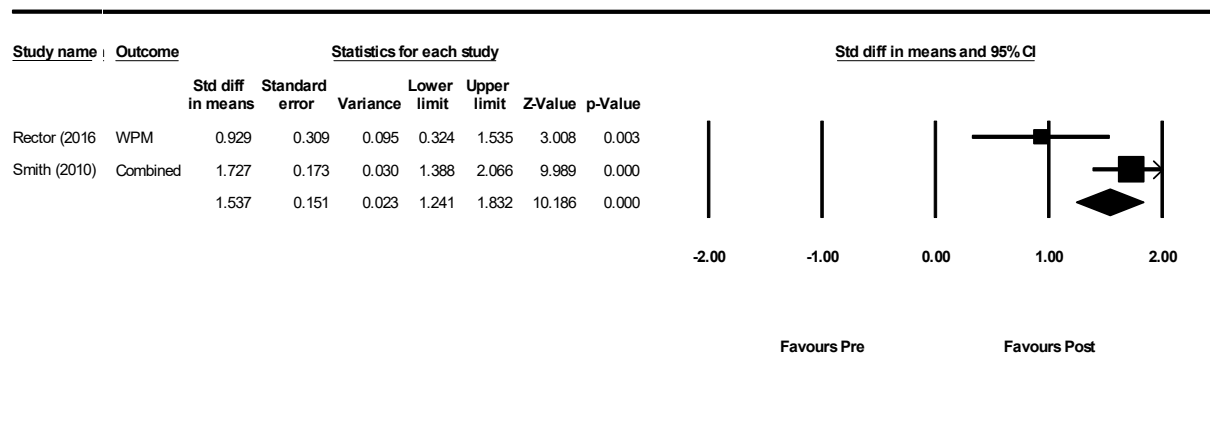 Study name Outcome Statistics for each study Std diff in means and 95% CI
Std diff Standard Lower Upper
in means error Variance limit limit Z-Value p-Value
Rector (2016 WPM 0.929 0.309 0.095 0.324 1.535 3.008 0.003
Smith (2010) Combined 1.727 0.173 0.030 1.388 2.066 9.989 0.000
1.537 0.151 0.023 1.241 1.832 10.186 0.000
-2.00 -1.00 0.00 1.00 2.00
Favours Pre Favours Post